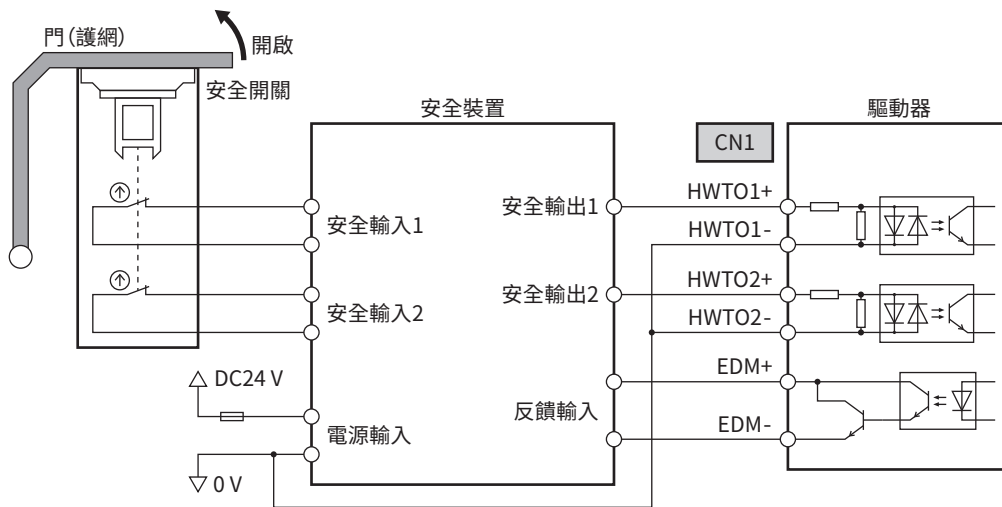 門(護網)
開啟
安全開關
安全裝置
驅動器
CN1
安全輸入1
安全輸出1
HWTO1+
HWTO1-
安全輸入2
安全輸出2
HWTO2+
HWTO2-
DC24 V
EDM+
反饋輸入
電源輸入
EDM-
0 V